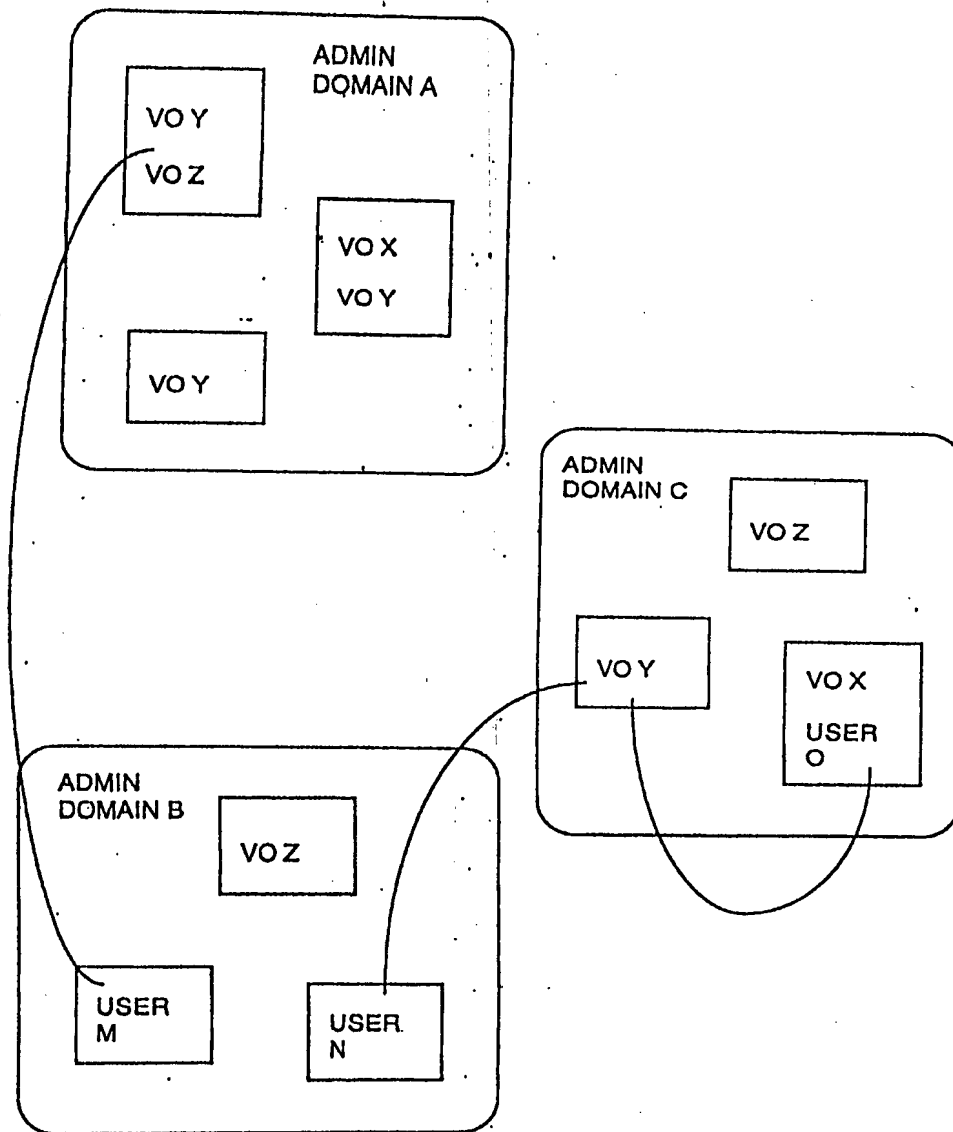 ADMIN
DOMAIN A
VO Y
VO Z
VO X
VO Y
VO Y
ADMIN
DOMAIN C
VO Z
VO Y
VO X
USER
O
ADMIN
DOMAIN B
VO Z
USER
M
USER
N